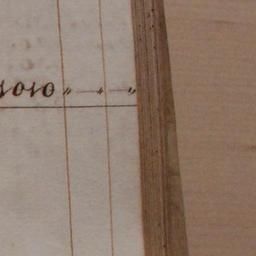 1010 " — " — "